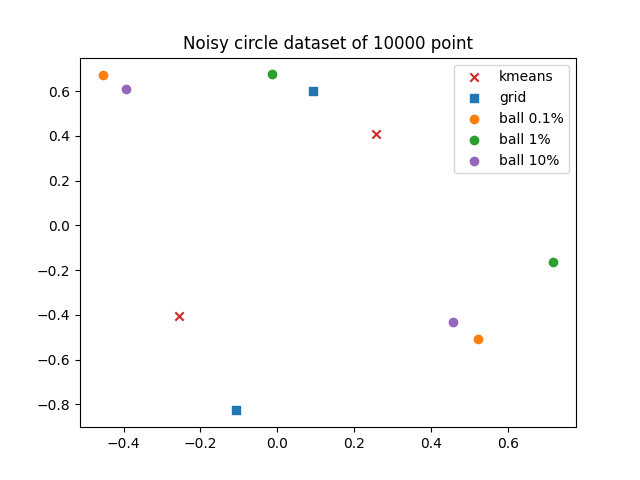 Noisy circle dataset of 10000 point
kmeans
grid
ball 0.1%
ball 1%
ball 10%
0.6
0.4
0.2
0.0
−0.2
−0.4
−0.6
−0.8
−0.4 −0.2 0.0 0.2 0.4 0.6